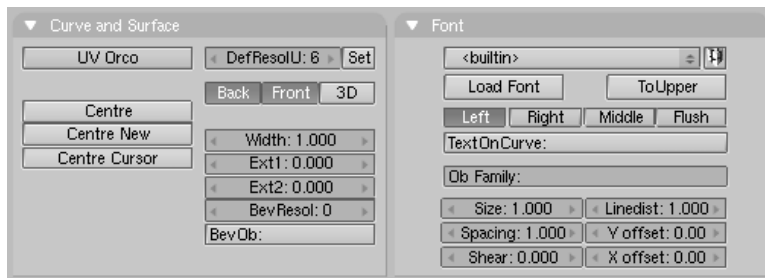 Curve and Surface
UV Orco
DefResolU: 6
Set
Back
Front
3D
Centre
Centre New
Centre Cursor
Width: 1.000
Ext1: 0.000
Ext2: 0.000
BevResol: 0
BevOb:
Font
<builtin>
Load Font
ToUpper
Left
Right
Middle
Flush
TextOnCurve:
Ob Family:
Size: 1.000
Linedist: 1.000
Spacing: 1.000
Y offset: 0.00
Shear: 0.000
X offset: 0.00